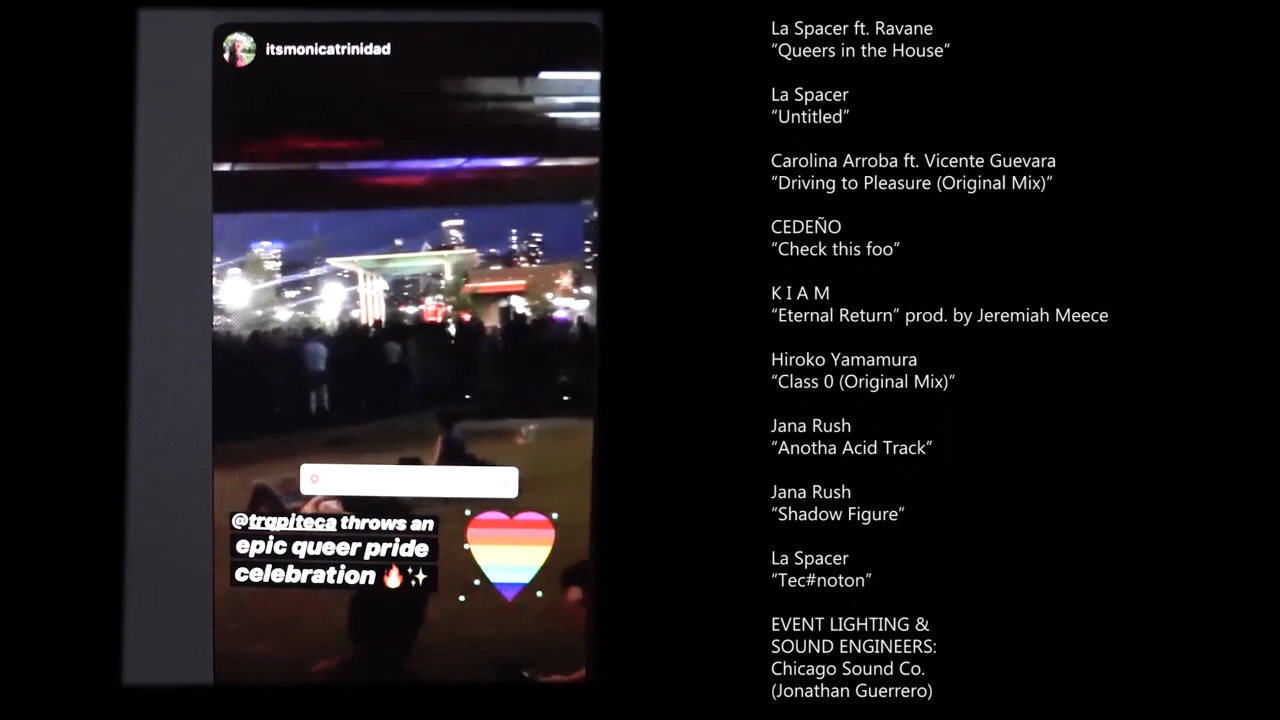 itsmonicatrinidad
@trqpiteca throws an
epic queer pride
celebration 🔥✨
La Spacer ft. Ravane
“Queers in the House”
La Spacer
“Untitled”
Carolina Arroba ft. Vicente Guevara
“Driving to Pleasure (Original Mix)”
CEDEÑO
“Check this foo”
K I A M
“Eternal Return” prod. by Jeremiah Meece
Hiroko Yamamura
“Class 0 (Original Mix)”
Jana Rush
“Anotha Acid Track”
Jana Rush
“Shadow Figure”
La Spacer
“Tec#noton”
EVENT LIGHTING &
SOUND ENGINEERS:
Chicago Sound Co.
(Jonathan Guerrero)